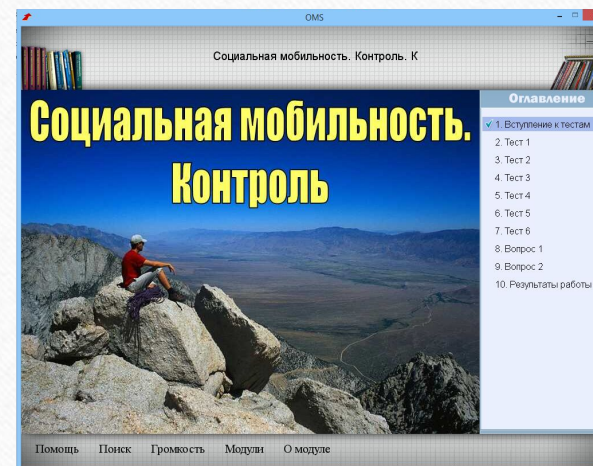 OMS
Социальная мобильность. Контроль. К
Социальная мобильность.
Контроль
Оглавление
1. Вступление к тестам
2. Тест 1
3. Тест 2
4. Тест 3
5. Тест 4
6. Тест 5
7. Тест 6
8. Вопрос 1
9. Вопрос 2
10. Результаты работы
Помощь Поиск Громкость Модули О модуле